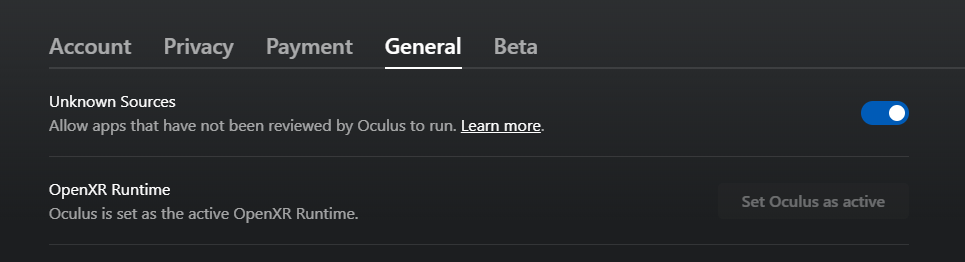 Account Privacy Payment General Beta
Unknown Sources
Allow apps that have not been reviewed by Oculus to run. Learn more.
OpenXR Runtime
Oculus is set as the active OpenXR Runtime.
Set Oculus as active